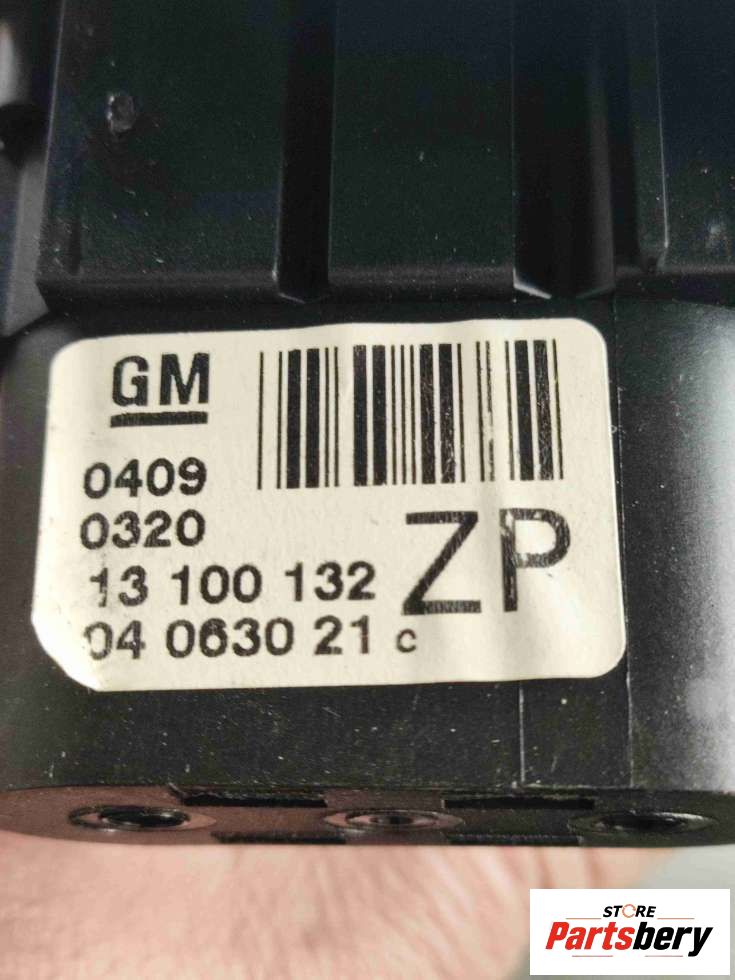 GM
0409
0320
13 100 132
ZP
04 0630 21 c
STORE
Partsbery